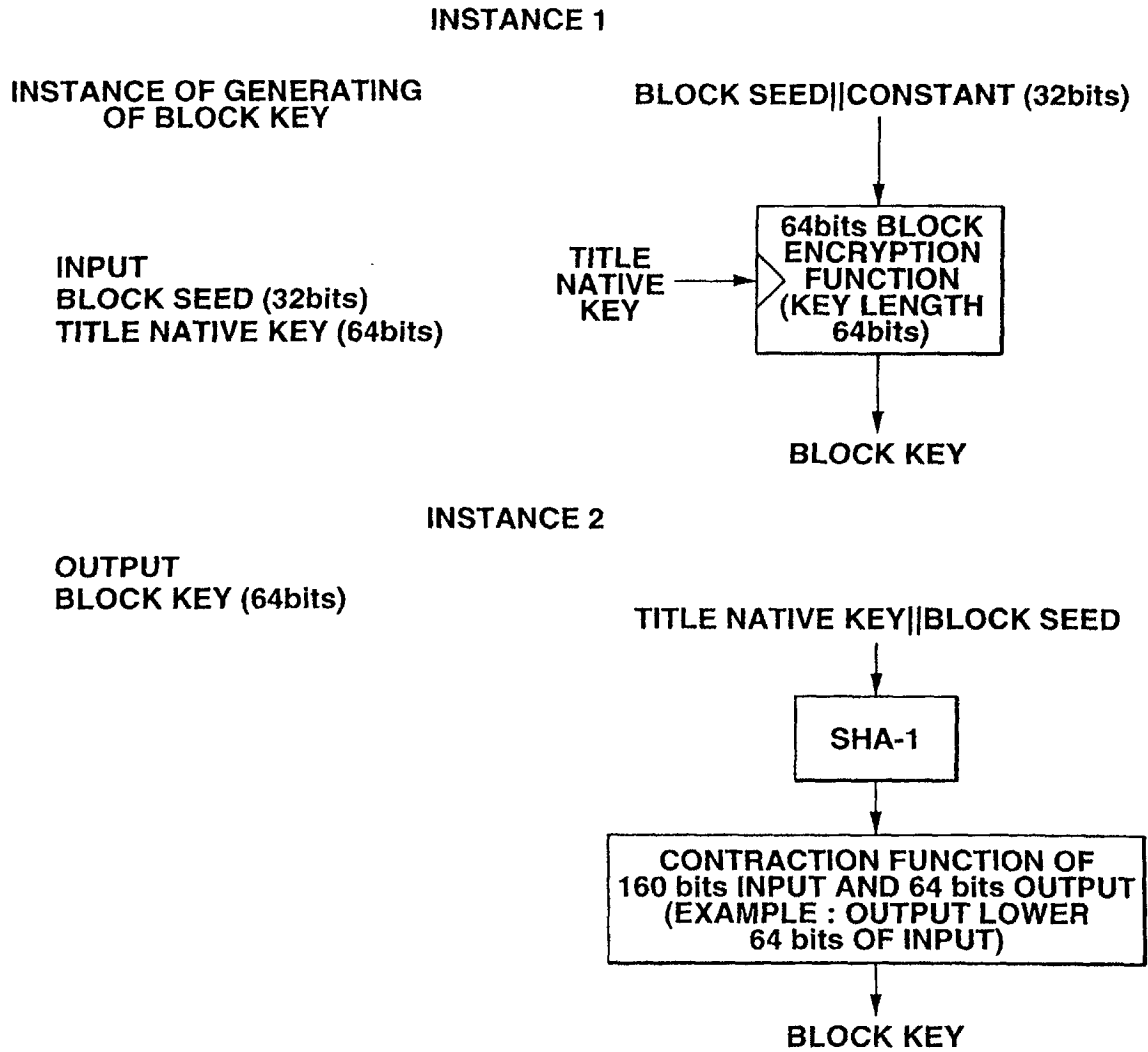 INSTANCE 1
INSTANCE OF GENERATING
OF BLOCK KEY
BLOCK SEED||CONSTANT (32bits)
INPUT
BLOCK SEED (32bits)
TITLE NATIVE KEY (64bits)
TITLE
NATIVE
KEY
64bits BLOCK
ENCRYPTION
FUNCTION
(KEY LENGTH
64bits)
BLOCK KEY
INSTANCE 2
OUTPUT
BLOCK KEY (64bits)
TITLE NATIVE KEY||BLOCK SEED
SHA-1
CONTRACTION FUNCTION OF
160 bits INPUT AND 64 bits OUTPUT
(EXAMPLE : OUTPUT LOWER
64 bits OF INPUT)
BLOCK KEY